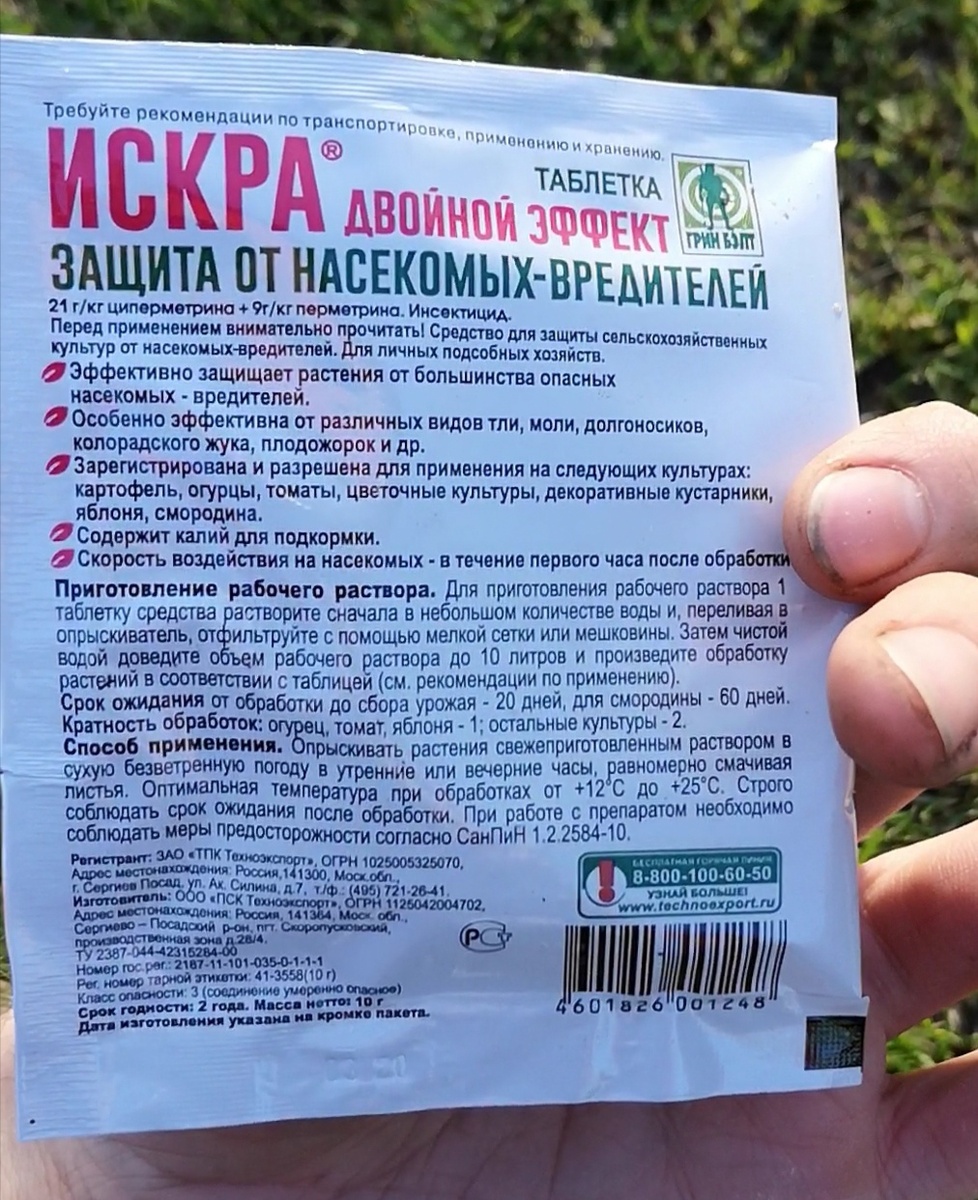 Требуйте рекомендации по транспортировке, применению и хранению.
ИСКРА®
ТАБЛЕТКА
ДВОЙНОЙ ЭФФЕКТ
ГРИН БЭЛТ
ЗАЩИТА ОТ НАСЕКОМЫХ-ВРЕДИТЕЛЕЙ
21 г/кг циперметрина + 9г/кг перметрина. Инсектицид.
Перед применением внимательно прочитать! Средство для защиты сельскохозяйственных
культур от насекомых-вредителей. Для личных подсобных хозяйств.
Эффективно защищает растения от большинства опасных
насекомых - вредителей.
Особенно эффективна от различных видов тли, моли, долгоносиков,
колорадского жука, плодожорок и др.
Зарегистрирована и разрешена для применения на следующих культурах:
картофель, огурцы, томаты, цветочные культуры, декоративные кустарники,
яблоня, смородина.
Содержит калий для подкормки.
Скорость воздействия на насекомых - в течение первого часа после обработки
Приготовление рабочего раствора. Для приготовления рабочего раствора 1
таблетку средства растворите сначала в небольшом количестве воды и, переливая в
опрыскиватель, отфильтруйте с помощью мелкой сетки или мешковины. Затем чистой
водой доведите объем рабочего раствора до 10 литров и произведите обработку
растений в соответствии с таблицей (см. рекомендации по применению).
Срок ожидания от обработки до сбора урожая - 20 дней, для смородины - 60 дней.
Кратность обработок: огурец, томат, яблоня - 1; остальные культуры - 2.
Способ применения. Опрыскивать растения свежеприготовленным раствором в
сухую безветренную погоду в утренние или вечерние часы, равномерно смачивая
листья. Оптимальная температура при обработках от +12°С до +25°С. Строго
соблюдать срок ожидания после обработки. При работе с препаратом необходимо
соблюдать меры предосторожности согласно СанПиН 1.2.2584-10.
Регистрант: ЗАО «ТПК Техноэкспорт», ОГРН 1025005325070,
Адрес местонахождения: Россия,141300, Моск.обл.,
г. Сергиев Посад, ул. Ак. Силина, д.7, т/ф.: (495) 721-26-41.
Изготовитель: ООО «ПСК Техноэкспорт», ОГРН 1125042004702,
Адрес местонахождения: Россия, 141364, Моск. обл.,
Сергиево – Посадский р-он, пгт. Скоропусковский,
производственная зона д.28/4.
ТУ 2387-044-42315284-00
Номер гос.рег.: 2187-11-101-035-0-1-1-1
Рег. номер тарной этикетки: 41-3558(10 г)
Класс опасности: 3 (соединение умеренно опасное)
Срок годности: 2 года. Масса нетто: 10 г
Дата изготовления указана на кромке пакета.
БЕСПЛАТНАЯ ГОРЯЧАЯ ЛИНИЯ
8-800-100-60-50
УЗНАЙ БОЛЬШЕ!
www.technoexport.ru
4 601826 001248